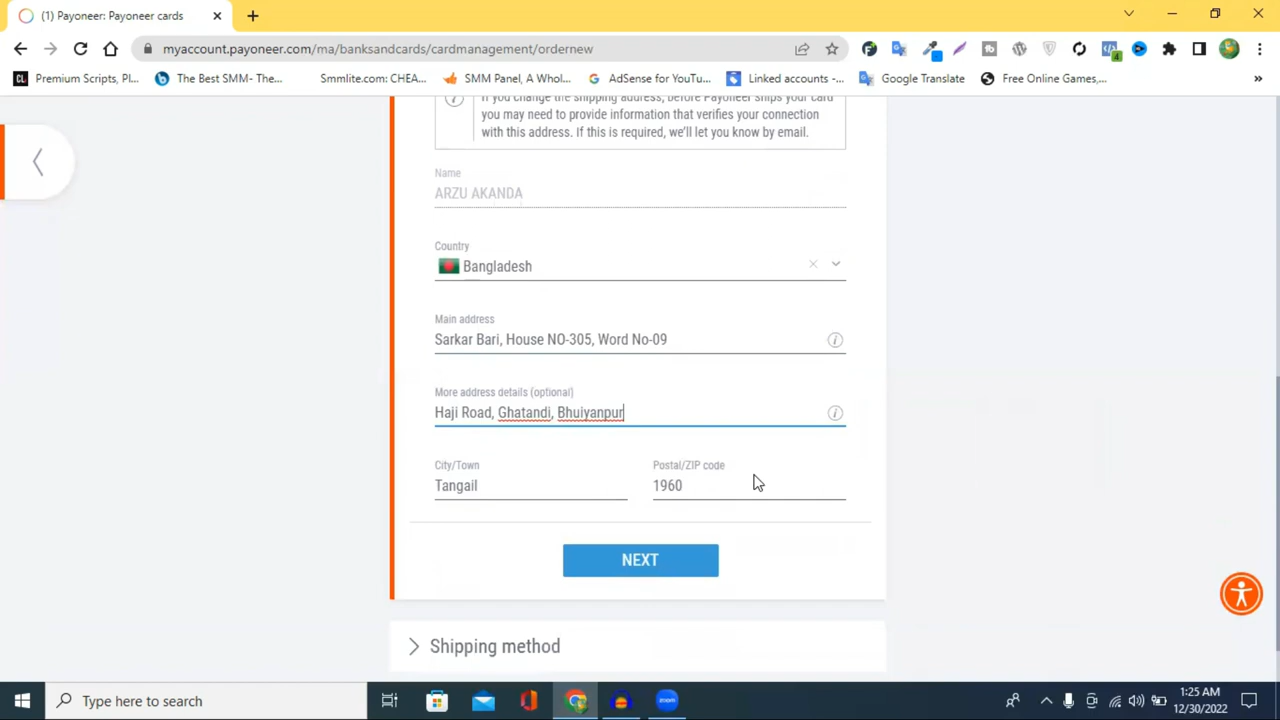 (1) Payoneer: Payoneer cards
myaccount.payoneer.com/ma/banksandcards/cardmanagement/ordernew
CL Premium Scripts, Pl... The Best SMM- The... Smmlite.com: CHEA... SMM Panel, A Whol... AdSense for YouTu... Linked accounts -... Google Translate Free Online Games,...
If you change the shipping address, before Payoneer ships your card
you may need to provide information that verifies your connection
with this address. If this is required, we'll let you know by email.
Name
ARZU AKANDA
Country
Bangladesh
Main address
Sarkar Bari, House NO-305, Word No-09
More address details (optional)
Haji Road, Ghatandi, Bhuiyanpur
City/Town Postal/ZIP code
Tangail 1960
NEXT
Shipping method
Type here to search
1:25 AM
12/30/2022